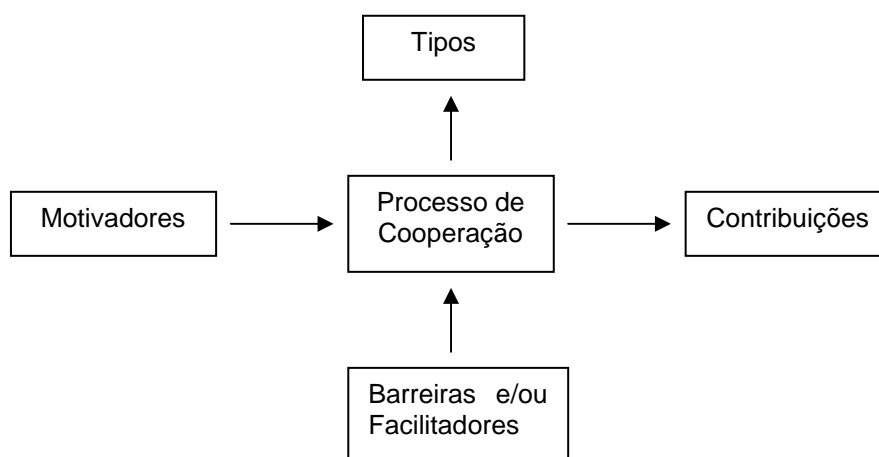 Tipos
Motivadores
Processo de
Cooperação
Contribuições
Barreiras e/ou
Facilitadores